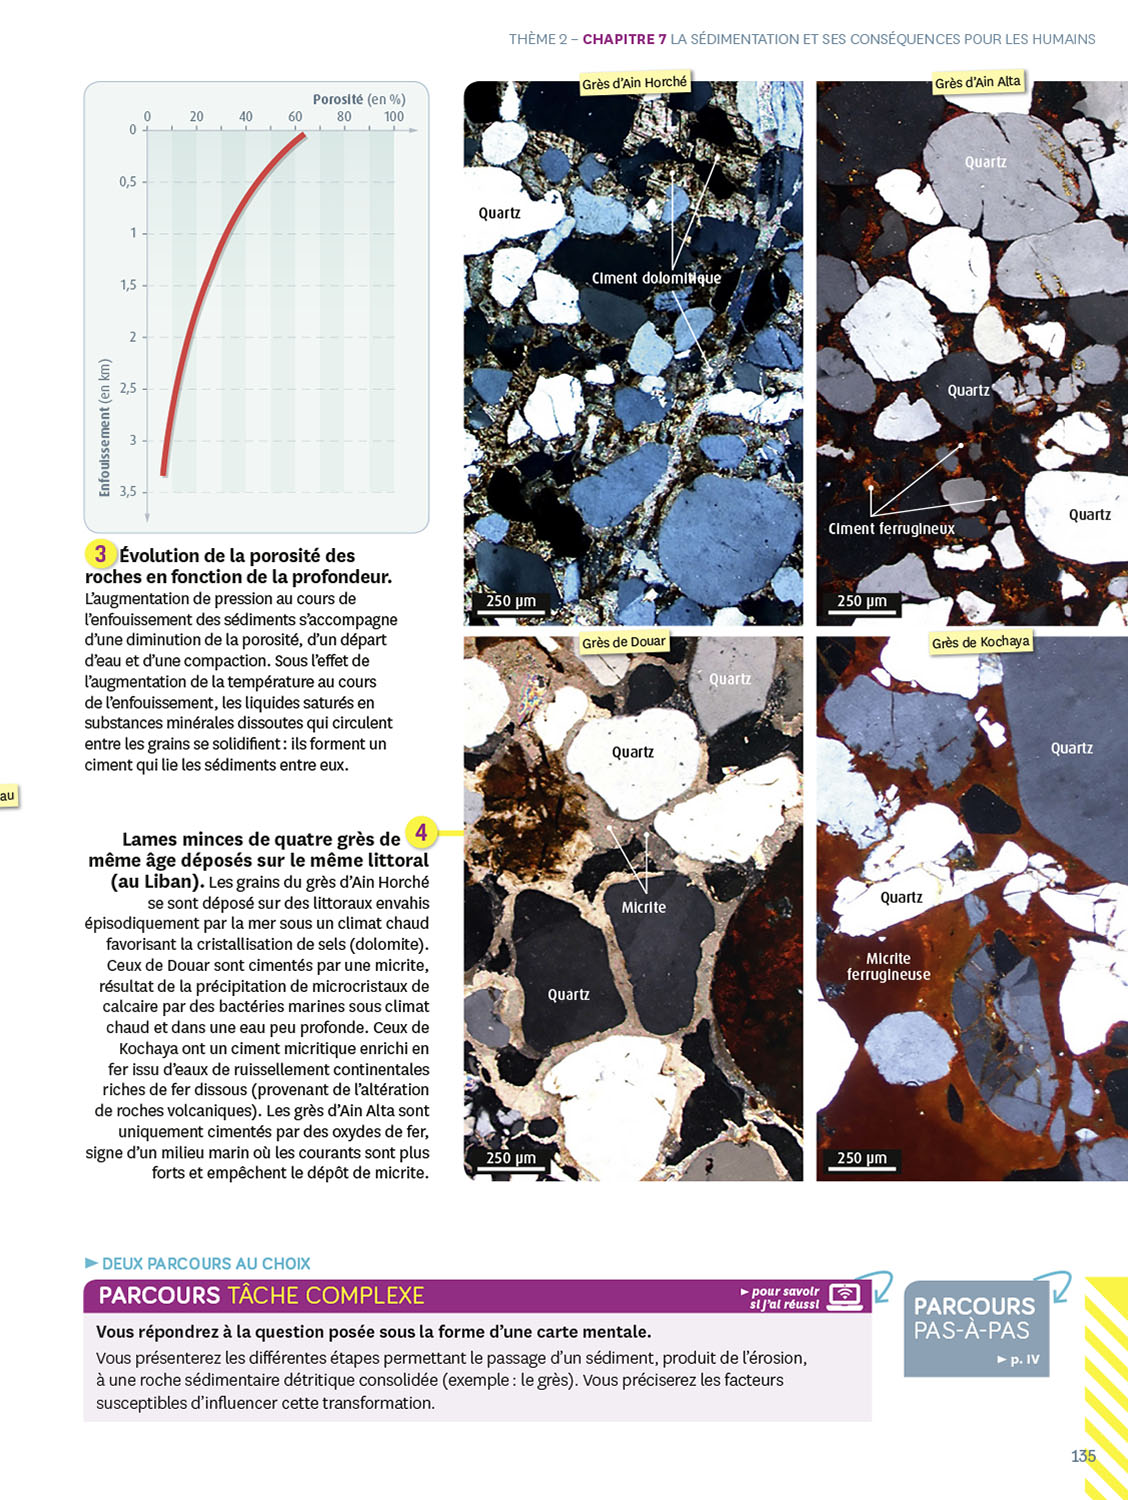 THÈME 2 – CHAPITRE 7 LA SÉDIMENTATION ET SES CONSÉQUENCES POUR LES HUMAINS
Porosité (en %)
0 20 40 60 80 100
0
0,5
1
1,5
2
2,5
3
3,5
Enfouissement (en km)
3 Évolution de la porosité des
roches en fonction de la profondeur.
L'augmentation de pression au cours de
l'enfouissement des sédiments s'accompagne
d'une diminution de la porosité, d'un départ
d'eau et d'une compaction. Sous l'effet de
l'augmentation de la température au cours
de l'enfouissement, les liquides saturés en
substances minérales dissoutes qui circulent
entre les grains se solidifient : ils forment un
ciment qui lie les sédiments entre eux.
au
4
Lames minces de quatre grès de
même âge déposés sur le même littoral
(au Liban). Les grains du grès d'Ain Horché
se sont déposé sur des littoraux envahis
épisodiquement par la mer sous un climat chaud
favorisant la cristallisation de sels (dolomite).
Ceux de Douar sont cimentés par une micrite,
résultat de la précipitation de microcristaux de
calcaire par des bactéries marines sous climat
chaud et dans une eau peu profonde. Ceux de
Kochaya ont un ciment micritique enrichi en
fer issu d'eaux de ruissellement continentales
riches de fer dissous (provenant de l'altération
de roches volcaniques). Les grès d'Ain Alta sont
uniquement cimentés par des oxydes de fer,
signe d'un milieu marin où les courants sont plus
forts et empêchent le dépôt de micrite.
Grès d'Ain Horché
Quartz
Ciment dolomitique
250 µm
Grès d'Ain Alta
Quartz
Quartz
Quartz
Ciment ferrugineux
250 µm
Grès de Douar
Quartz
Quartz
Micrite
Quartz
250 µm
Grès de Kochaya
Quartz
Quartz
Micrite
ferrugineuse
250 µm
► DEUX PARCOURS AU CHOIX
PARCOURS TÂCHE COMPLEXE
► pour savoir
si j'ai réussi
Vous répondrez à la question posée sous la forme d'une carte mentale.
Vous présenterez les différentes étapes permettant le passage d'un sédiment, produit de l'érosion,
à une roche sédimentaire détritique consolidée (exemple : le grès). Vous préciserez les facteurs
susceptibles d'influencer cette transformation.
PARCOURS
PAS-À-PAS
► p. IV
135